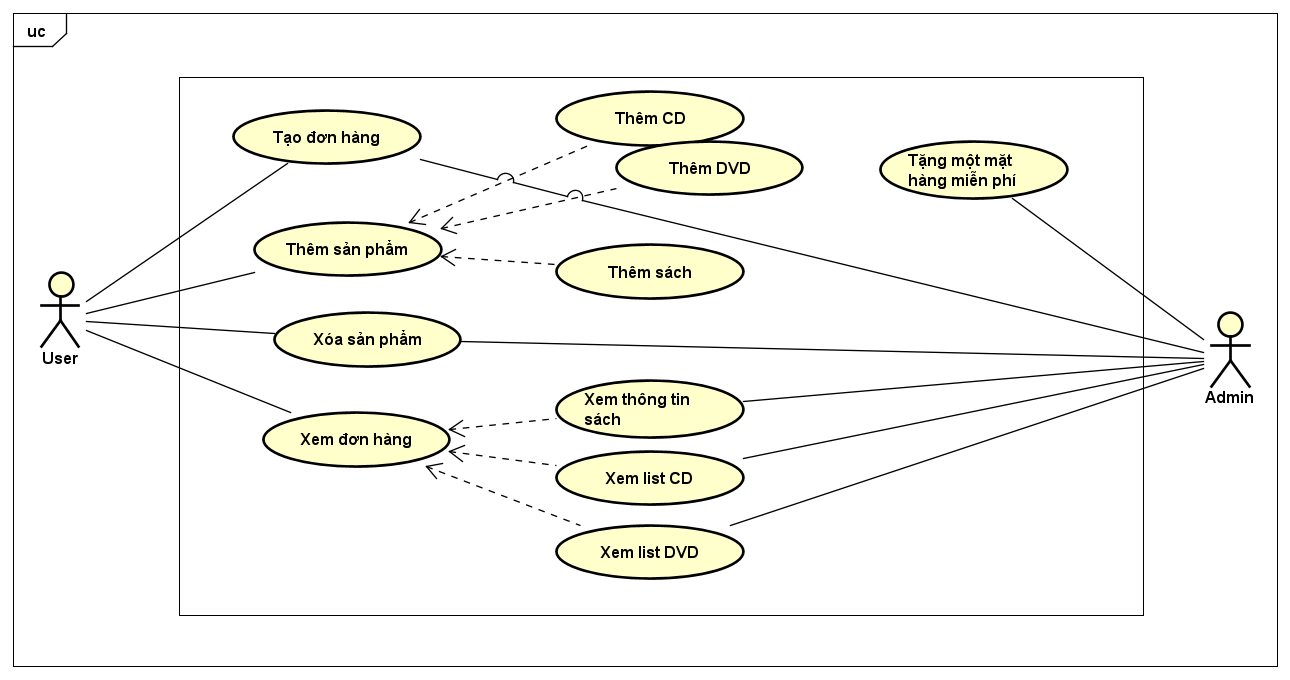 uc
Tạo đơn hàng
Thêm CD
Thêm DVD
Tặng một mặt
hàng miễn phí
Thêm sản phẩm
Thêm sách
Xóa sản phẩm
User
Admin
Xem thông tin
sách
Xem đơn hàng
Xem list CD
Xem list DVD